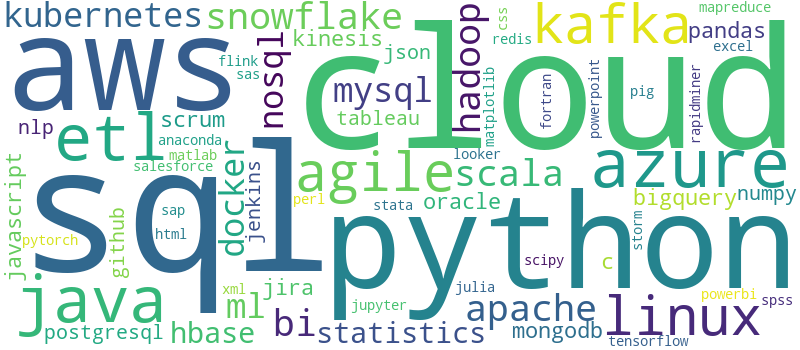 kubernetes
snowflake
hadoop
css
mapreduce
aws
kinesis
nosql
json
cloud
kafka
redis
pandas
excel
flink
sas
mysql
tableau
matplotlib
fortran
powerpoint
pig
rapidminer
nlp
etl
scrum
anaconda
matlab
salesforce
docker
jenkins
agile
looker
scala
azure
javascript
sql
sap
html
perl
stata
oracle
python
bigquery
numpy
pytorch
github
storm
scipy
c
java
xml
ml
jira
julia
jupyter
apache
powerbi
spss
postgresql
hbase
bi
statistics
mongodb
linux
tensorflow